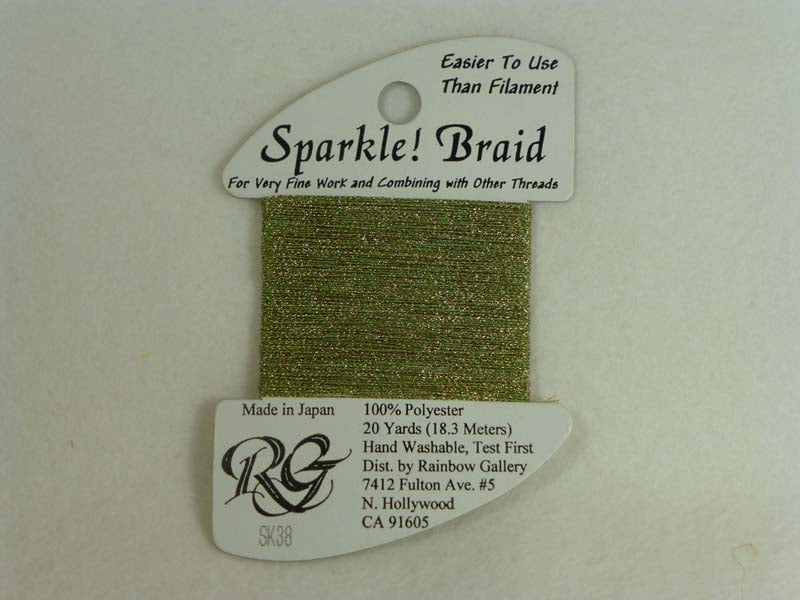 Easier To Use
Than Filament
Sparkle! Braid
For Very Fine Work and Combining with Other Threads
Made in Japan
RG
SK38
100% Polyester
20 Yards (18.3 Meters)
Hand Washable, Test First
Dist. by Rainbow Gallery
7412 Fulton Ave. #5
N. Hollywood
CA 91605